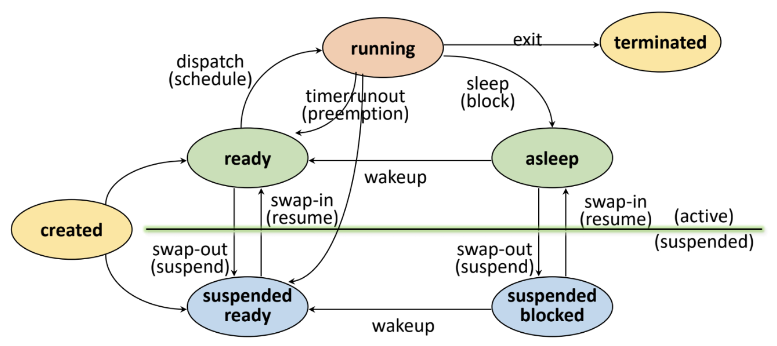 running
exit
terminated
dispatch
(schedule)
timerrunout
(preemption)
sleep
(block)
ready
asleep
wakeup
swap-in
(resume)
swap-in
(resume)
(active)
created
(suspended)
swap-out
(suspend)
swap-out
(suspend)
suspended
ready
suspended
blocked
wakeup